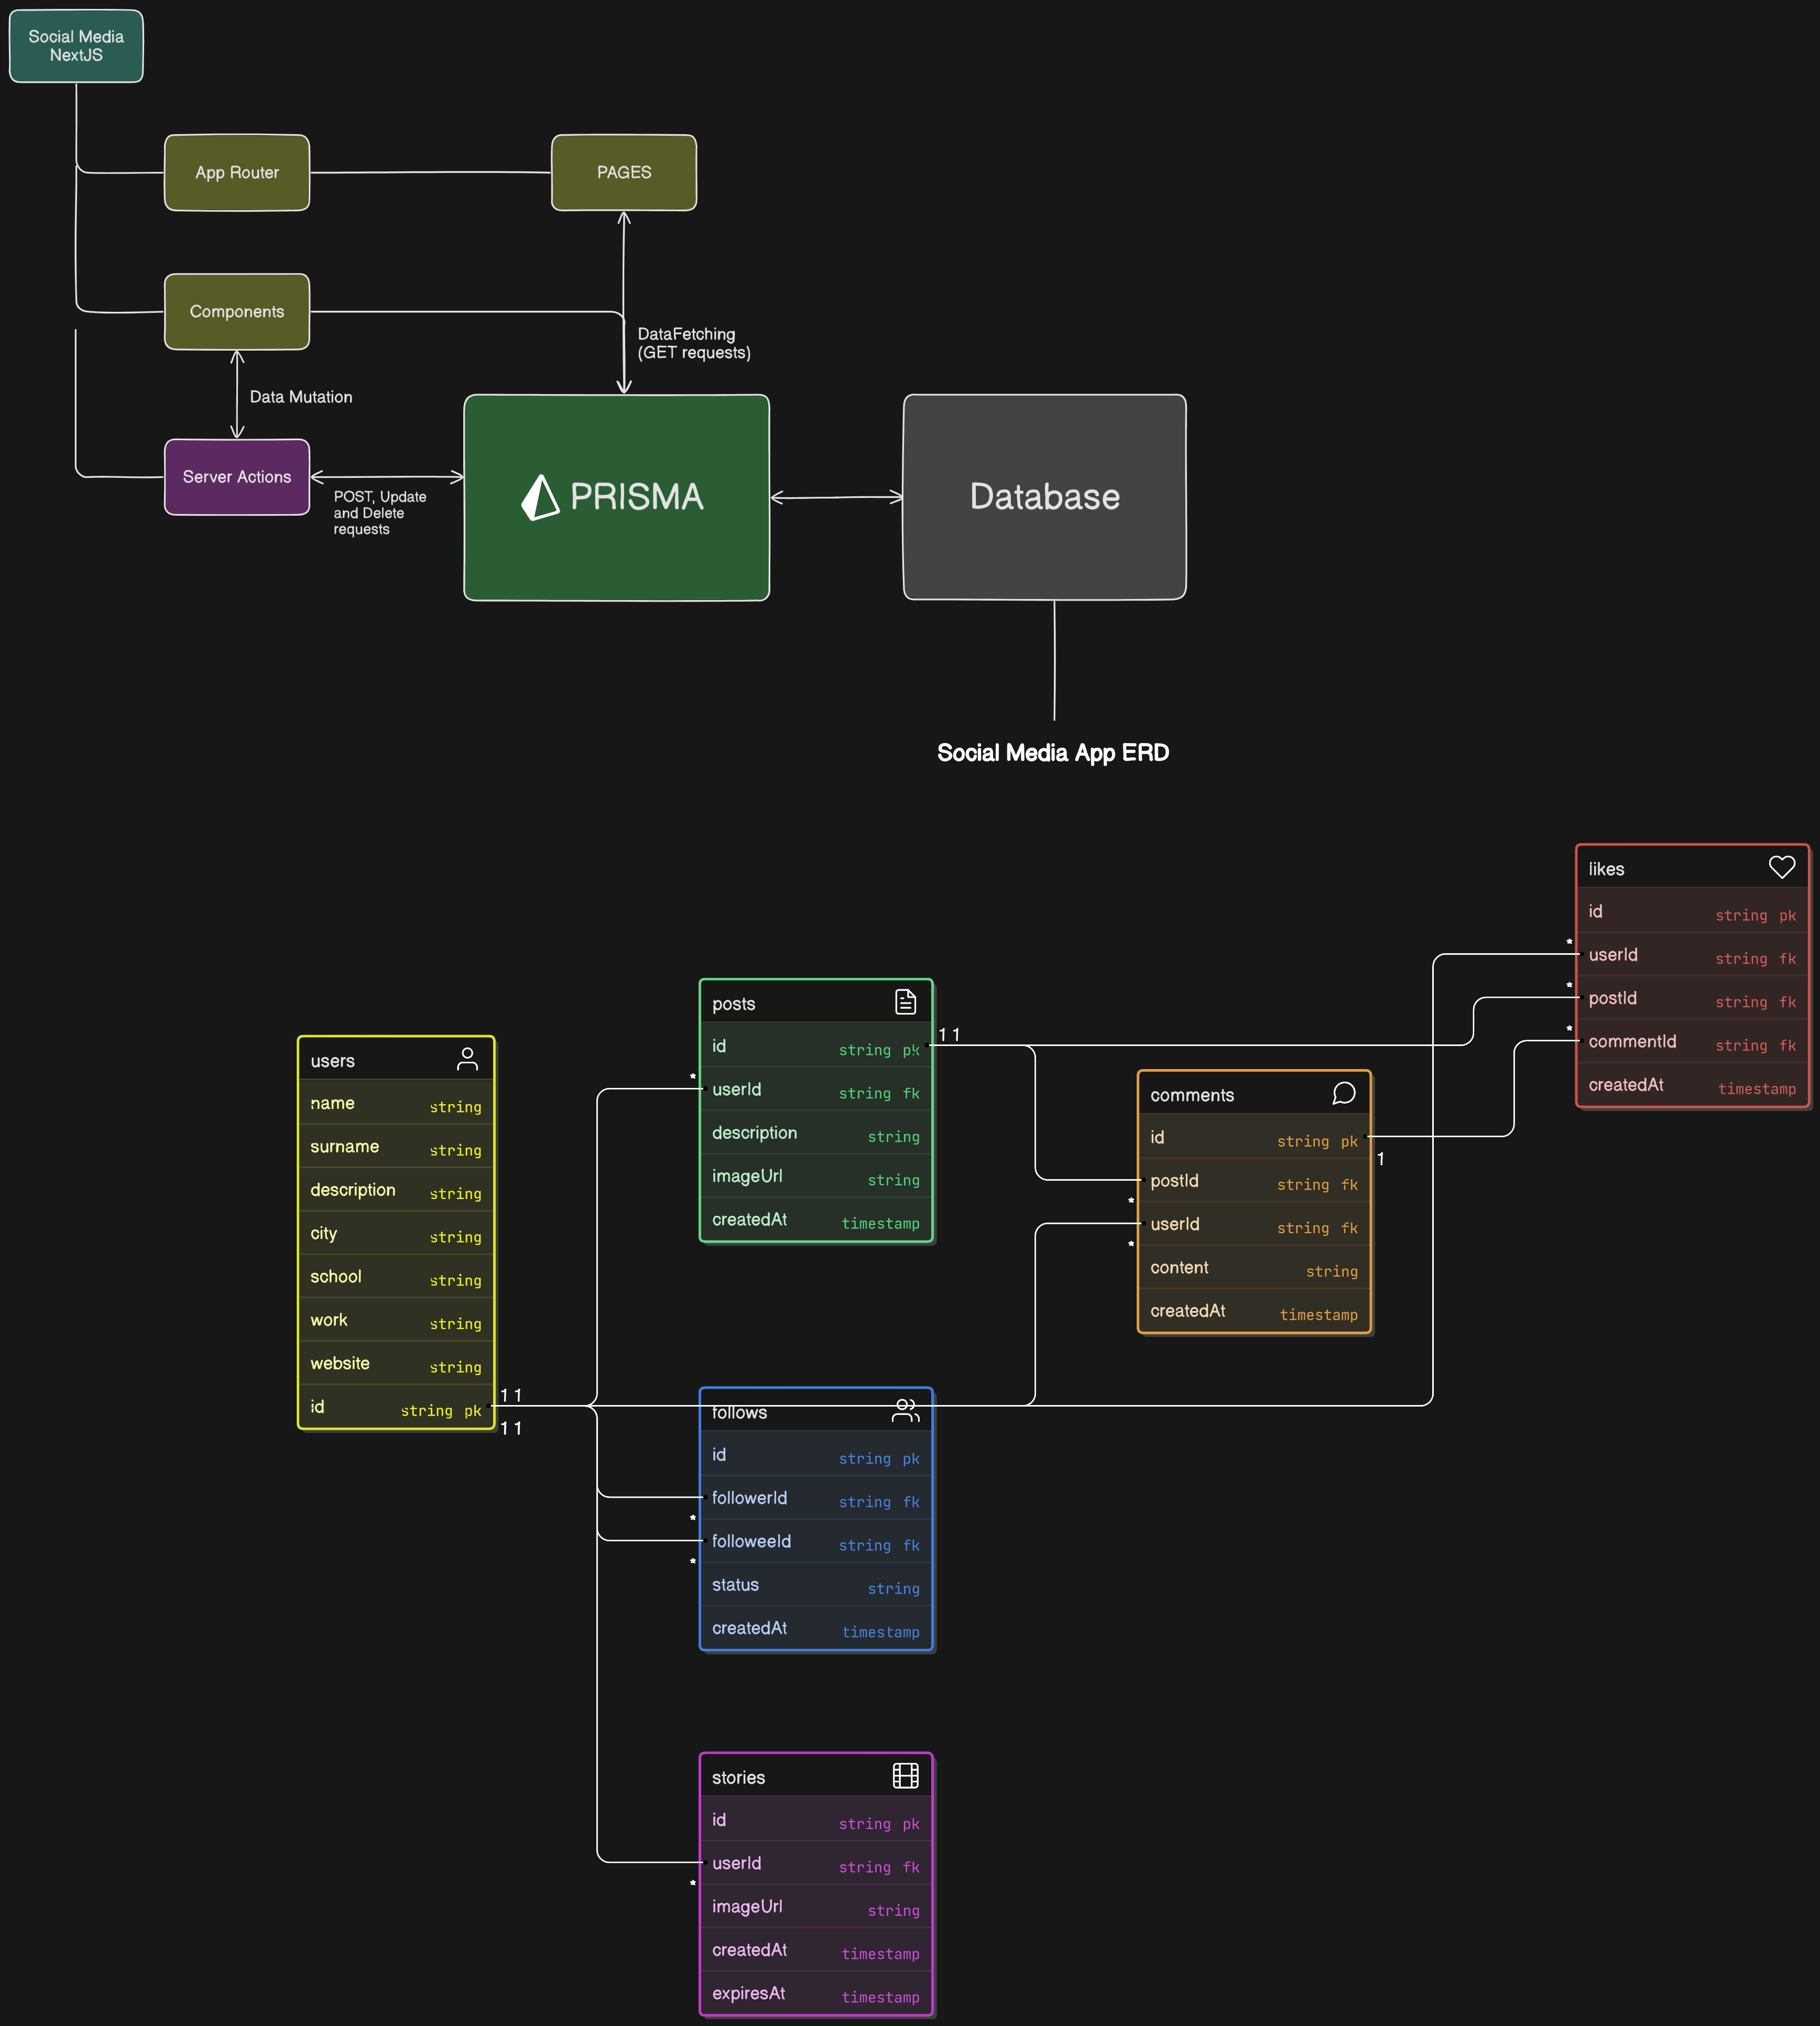 Social Media
NextJS
App Router
PAGES
Components
DataFetching
(GET requests)
Data Mutation
Server Actions
POST, Update
and Delete
requests
PRISMA
Database
Social Media App ERD
likes
id string pk
* userId string fk
* postId string fk
* commentId string fk
createdAt timestamp
posts
id string pk 1 1
* userId string fk
description string
imageUrl string
createdAt timestamp
comments
id string pk 1
postId string fk
*
userId string fk
*
content string
createdAt timestamp
users
name string
surname string
description string
city string
school string
work string
website string
id string pk 1 1
1 1
follows
id string pk
followerId string fk
*
followeeId string fk
*
status string
createdAt timestamp
stories
id string pk
userId string fk
*
imageUrl string
createdAt timestamp
expiresAt timestamp